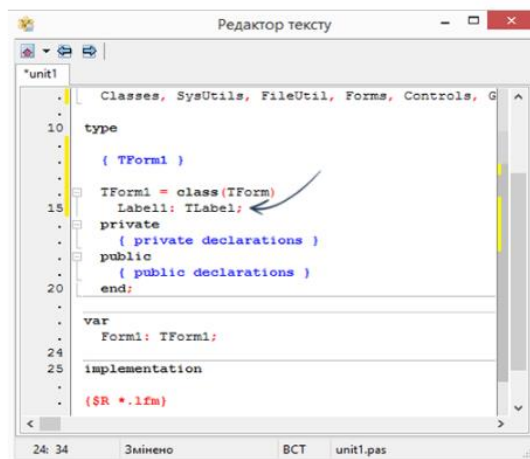 Редактор тексту
*unit1
Classes, SysUtils, FileUtil, Forms, Controls, G
10 type
{ TForm1 }
TForm1 = class(TForm)
15 Label1: TLabel;
private
{ private declarations }
public
{ public declarations }
20 end;
var
Form1: TForm1;
24
25 implementation
{$R *.lfm}
24: 34 Змінено ВСТ unit1.pas